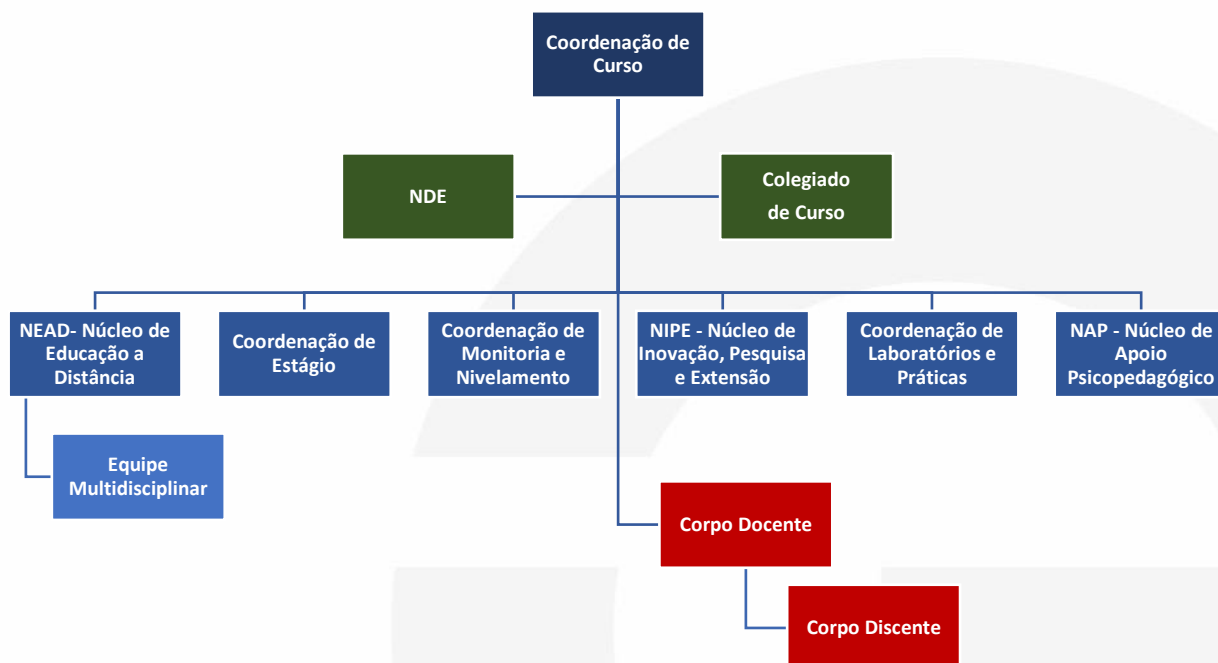 Coordenação de
Curso
NDE
Colegiado
de Curso
NEAD- Núcleo de
Educação a
Distância
Coordenação de
Estágio
Coordenação de
Monitoria e
Nivelamento
NIPE - Núcleo de
Inovação, Pesquisa
e Extensão
Coordenação de
Laboratórios e
Práticas
NAP - Núcleo de
Apoio
Psicopedagógico
Equipe
Multidisciplinar
Corpo Docente
Corpo Discente